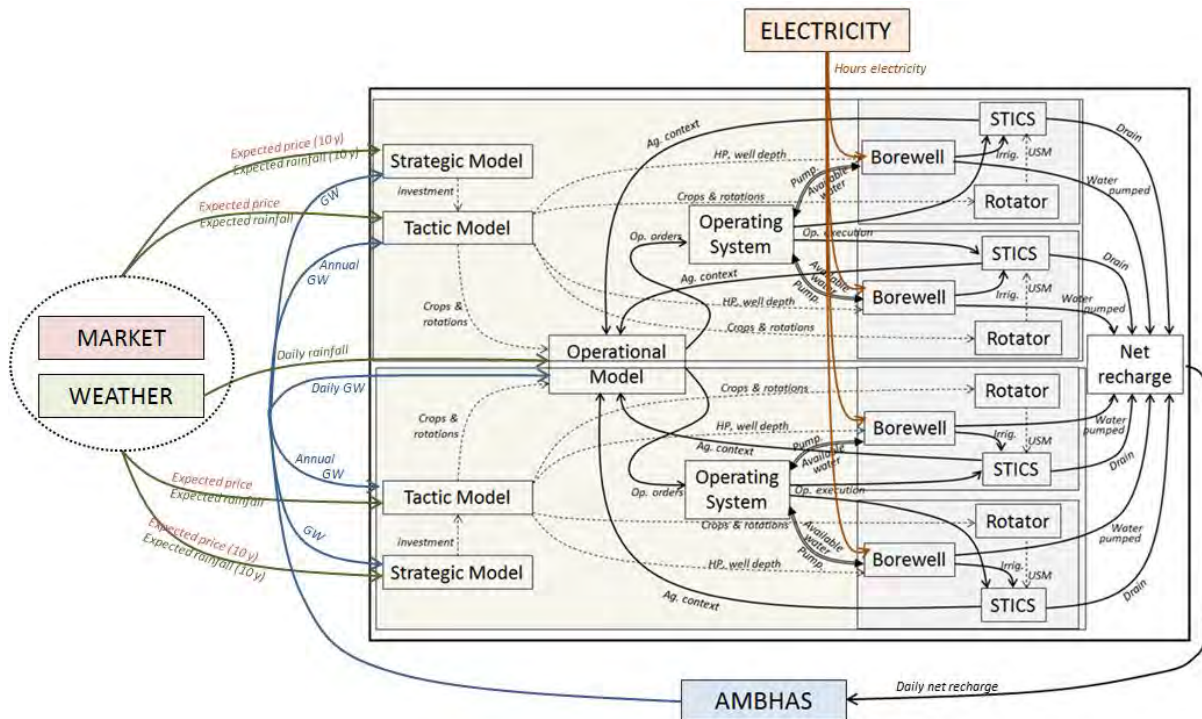 ELECTRICITY
Hours electricity
Expected price (10 y)
Expected rainfall (10 y)
GW
Strategic Model
Investment
Expected price
Expected rainfall
Tactic Model
Annual
GW
Crops &
rotations
Ag. context
HP, well depth
Crops & rotations
Pump.
Available
water
Borewell
STICS
Irrig.
USM
Rotator
Drain
Water
pumped
Operating
System
Op. orders
Op. execution
Ag. context
Available
water
Pump.
HP, well depth
Crops & rotations
Borewell
STICS
Irrig.
USM
Rotator
Drain
Water
pumped
MARKET
WEATHER
Daily rainfall
Daily GW
Operational
Model
Net
recharge
Crops &
rotations
Crops & rotations
HP, well depth
Ag. context
Pump.
Available
water
Rotator
Borewell
Irrig.
USM
STICS
Water
pumped
Drain
Annual
GW
Expected price
Expected rainfall
Tactic Model
Op. orders
Operating
System
Op. execution
Crops & rotations
Rotator
Available
water
Pump.
Water
pumped
Expected price (10 y)
Expected rainfall (10 y)
GW
Investment
Strategic Model
HP, well depth
Borewell
Irrig.
USM
Ag. context
STICS
Drain
AMBHAS
Daily net recharge